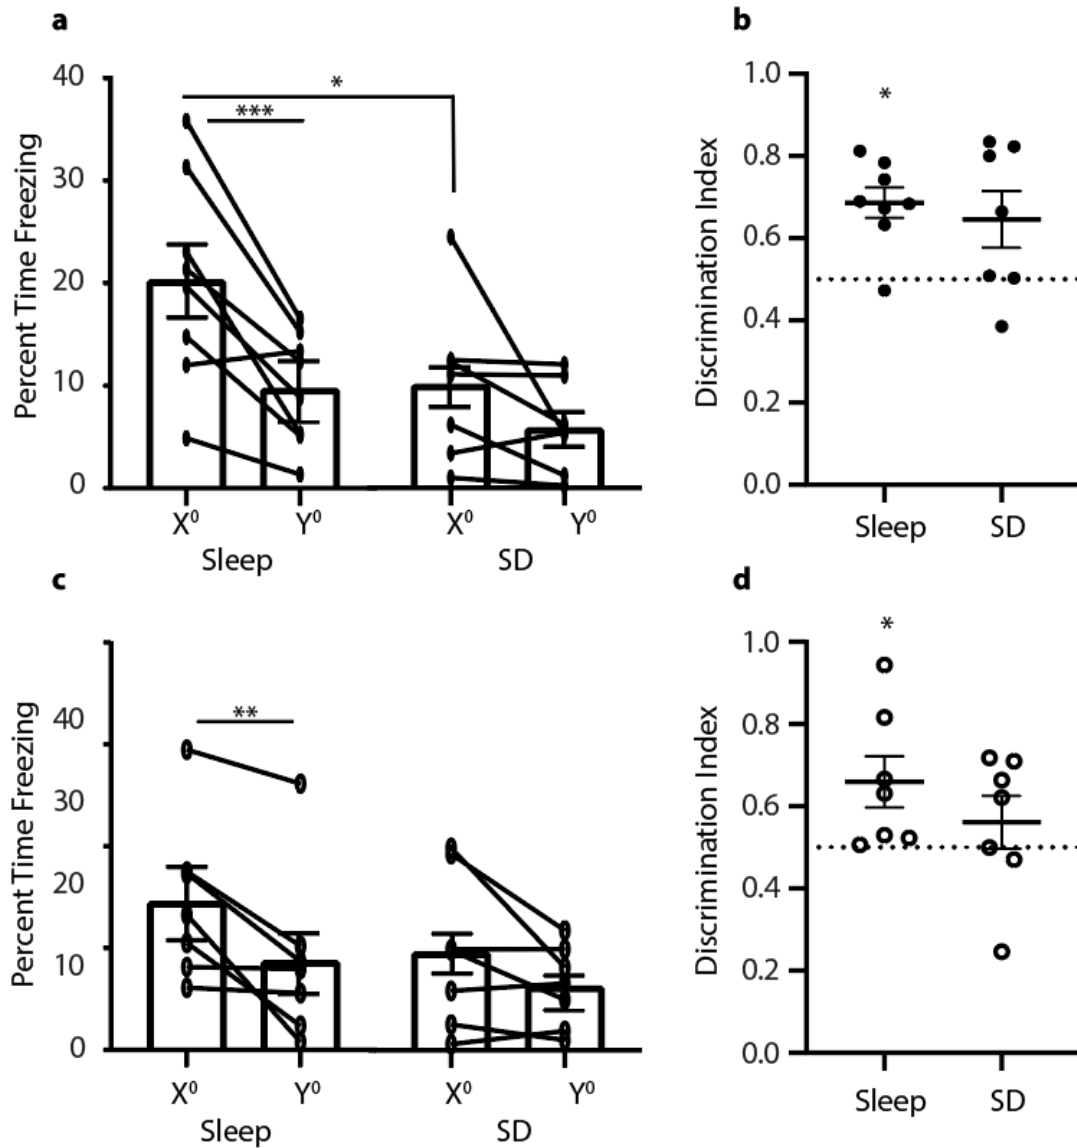 a
Percent Time Freezing
40
30
20
10
0
*
***
X⁰ Y⁰ X⁰ Y⁰
Sleep SD
b
Discrimination Index
1.0
0.8
0.6
0.4
0.2
0.0
*
Sleep SD
c
Percent Time Freezing
40
30
20
10
0
**
X⁰ Y⁰ X⁰ Y⁰
Sleep SD
d
Discrimination Index
1.0
0.8
0.6
0.4
0.2
0.0
*
Sleep SD